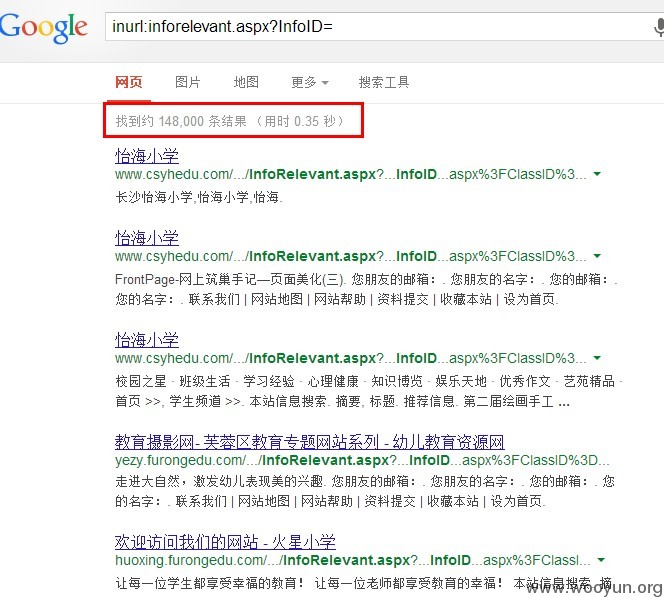 Google
inurl:inforelevant.aspx?InfoID=
网页 图片 地图 更多 搜索工具
找到约 148,000 条结果 （用时 0.35 秒）
怡海小学
www.csyhedu.com/.../InfoRelevant.aspx?...InfoID...aspx%3FClassID%3...
长沙怡海小学,怡海小学,怡海.
怡海小学
www.csyhedu.com/.../InfoRelevant.aspx?...InfoID...aspx%3FClassID%3...
FrontPage-网上筑巢手记—页面美化(三). 您朋友的邮箱: . 您朋友的名字: . 您的邮箱: .
您的名字: . 联系我们 | 网站地图 | 网站帮助 | 资料提交 | 收藏本站 | 设为首页.
怡海小学
www.csyhedu.com/.../InfoRelevant.aspx?...InfoID...aspx%3FClassID%3...
校园之星 · 班级生活 · 学习经验 · 心理健康 · 知识博览 · 娱乐天地 · 优秀作文 · 艺苑精品 ·
首页 >>, 学生频道 >>. 本站信息搜索. 摘要, 标题. 推荐信息. 第二届绘画手工 ...
教育摄影网- 芙蓉区教育专题网站系列 - 幼儿教育资源网
yezy.furongedu.com/.../InfoRelevant.aspx?...InfoID...aspx%3FClassID%3D...
走进大自然，激发幼儿表现美的兴趣. 您朋友的邮箱: . 您朋友的名字: . 您的邮箱: . 您
的名字: . 联系我们 | 网站地图 | 网站帮助 | 资料提交 | 收藏本站 | 设为首页.
欢迎访问我们的网站 - 火星小学
huoxing.furongedu.com/.../InfoRelevant.aspx?...InfoID...aspx%3FClassI...
让每一位学生都享受幸福的教育！ 让每一位老师都享受教育的幸福！ 本站信息搜索. 摘
www.wooyun.org